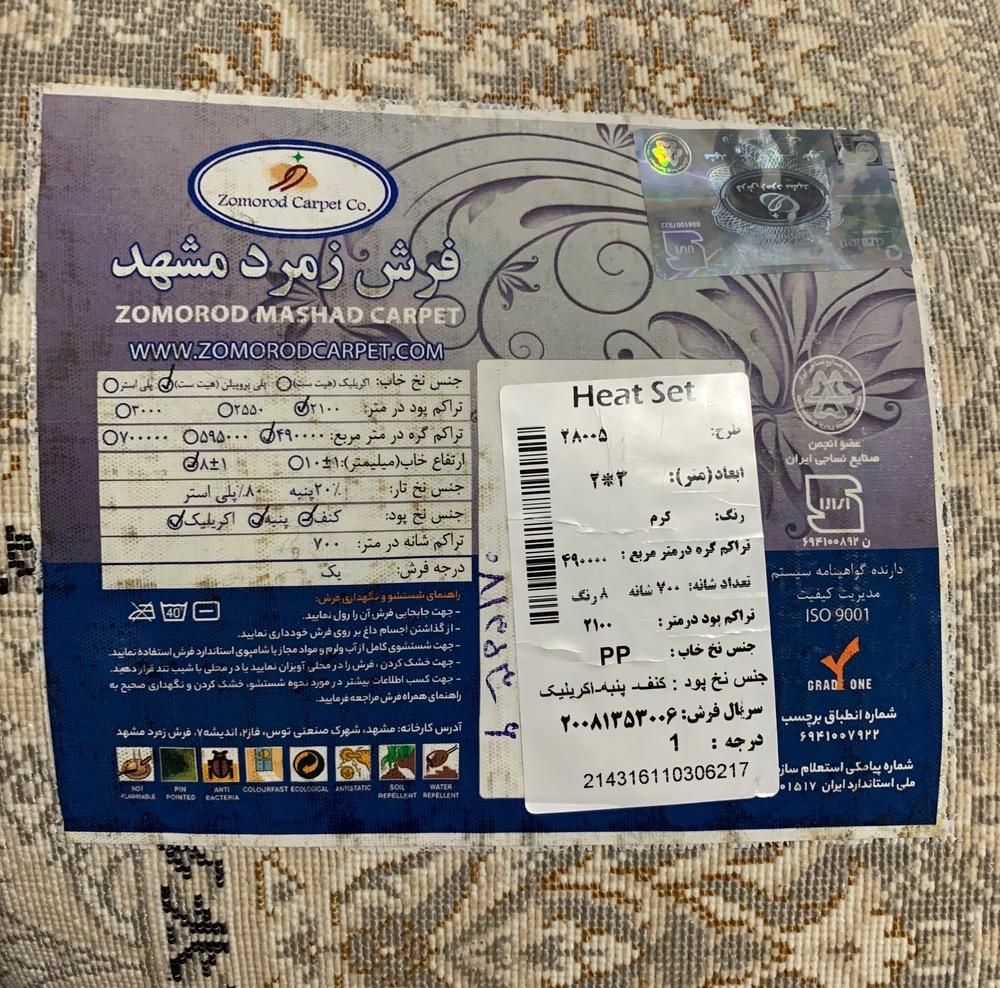 Zomorod Carpet Co.
فرش زمرد مشهد
ZOMOROD MASHAD CARPET
WWW.ZOMORODCARPET.COM
جنس نخ خاب: اکریلیک (هیت ست) پلی پروپیلن (هیت ست) پلی استر
تراکم پود در متر: ۲۱۰۰ ۲۵۵۰ ۳۰۰۰
تراکم گره در متر مربع: ۴۹۰۰۰۰ ۵۹۵۰۰۰ ۷۰۰۰۰۰
ارتفاع خاب(میلیمتر): ۱۰±۱ ۸±۱
جنس نخ تار: ۲۰٪پنبه ۸۰٪پلی استر
جنس نخ پود: کنف پنبه اکریلیک
تراکم شانه در متر: ۷۰۰
درجه فرش: یک
راهنمای شستشو و نگهداری فرش:
- جهت جابجایی فرش آن را رول نمایید.
- از گذاشتن اجسام داغ بر روی فرش خودداری نمایید.
- جهت شستشوی کامل از آب ولرم و مواد مجاز یا شامپوی استاندارد فرش استفاده نمایید.
- جهت خشک کردن، فرش را در محلی آویزان نمایید یا در محلی با شیب تند قرار دهید.
- جهت کسب اطلاعات بیشتر در مورد نحوه شستشو، خشک کردن و نگهداری صحیح به
راهنمای همراه فرش مراجعه فرمایید.
40
آدرس کارخانه: مشهد، شهرک صنعتی توس، فاز۲، اندیشه۷، فرش زمرد مشهد
NOT FLAMMABLE
PIN POINTED
ANTI BACTERIA
COLOURFAST
ECOLOGICAL
ANTISTATIC
SOIL REPELLENT
WATER REPELLENT
Heat Set
طرح: ۲۸۰۰۵
ابعاد(متر): ۲*۳
رنگ: کرم
تراکم گره درمتر مربع : ۴۹۰۰۰۰
تعداد شانه: ۷۰۰ شانه ۸ رنگ
تراکم پود درمتر : ۲۱۰۰
جنس نخ خاب : PP
جنس نخ پود : کنف- پنبه-اکریلیک
سریال فرش: ۲۰۰۸۱۳۵۳۰۰۶
درجه : 1
214316110306217
6941007922
عضو انجمن
صنایع نساجی ایران
ن ۶۹۴۱۰۰۸۹۲
دارنده گواهینامه سیستم
مدیریت کیفیت
ISO 9001
GRADE ONE
شماره انطباق برچسب
۶۹۴۱۰۰۷۹۲۲
شماره پیامکی استعلام
ملی استاندارد ایران